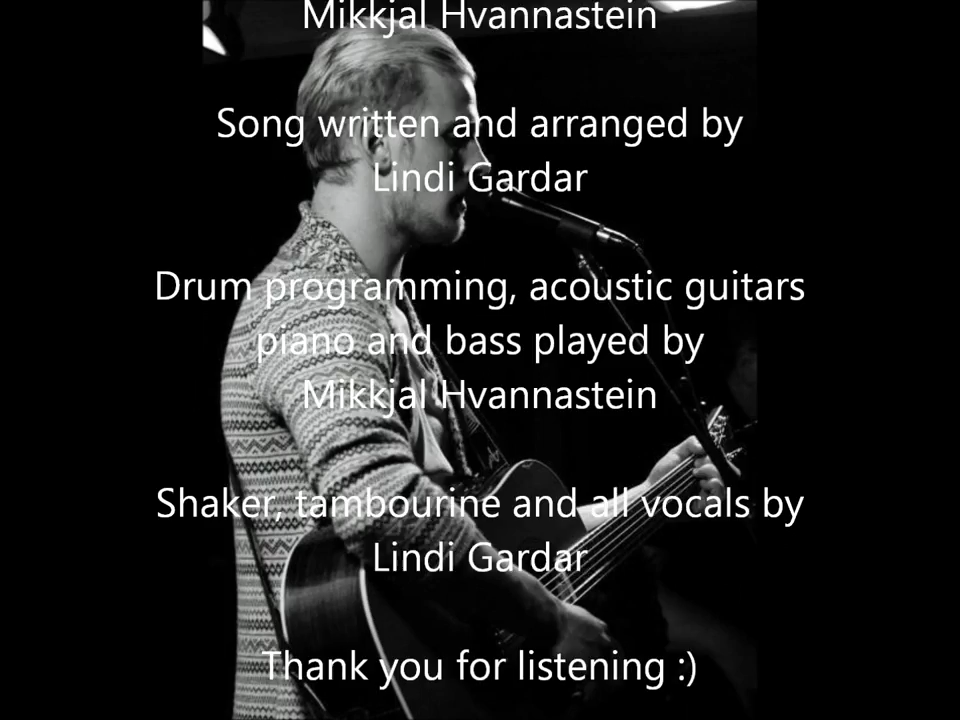 Mikkjal Hvannastein
Song written and arranged by
Lindi Gardar
Drum programming, acoustic guitars
piano and bass played by
Mikkjal Hvannastein
Shaker, tambourine and all vocals by
Lindi Gardar
Thank you for listening :)